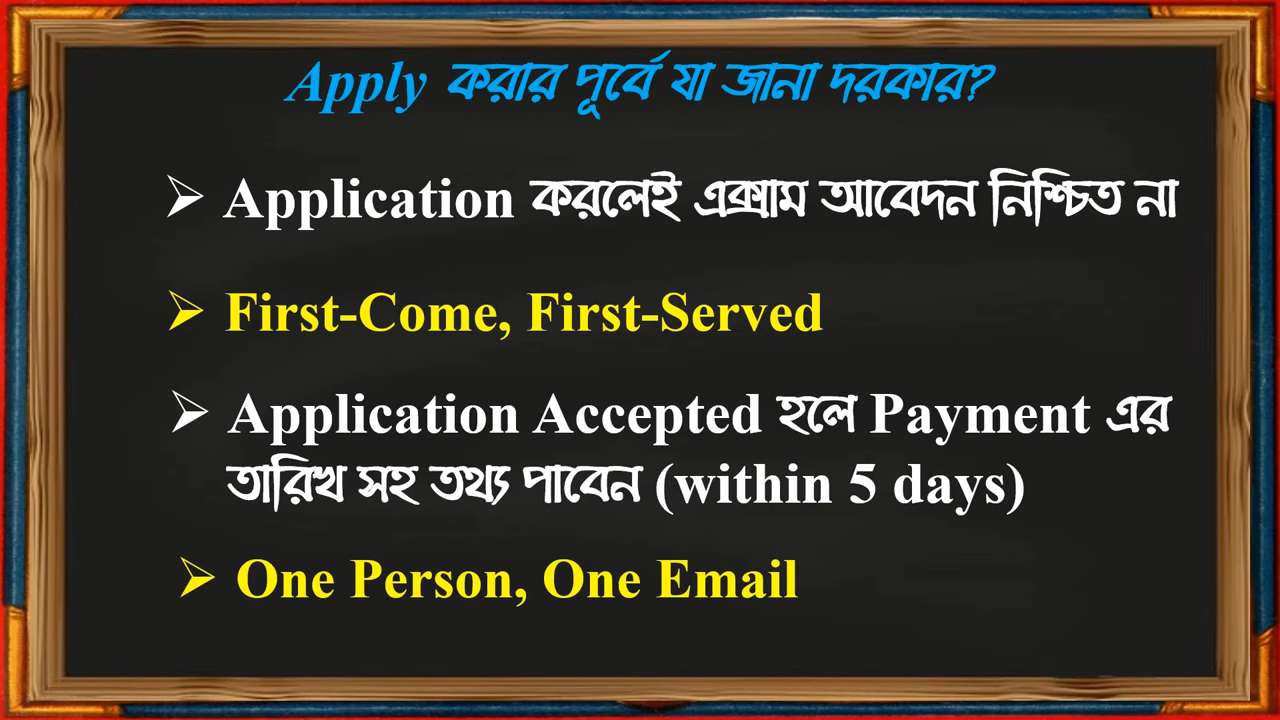 Apply করার পূর্বে যা জানা দরকার?
➢ Application করলেই এক্সাম আবেদন নিশ্চিত না
➢ First-Come, First-Served
➢ Application Accepted হলে Payment এর
তারিখ সহ তথ্য পাবেন (within 5 days)
➢ One Person, One Email